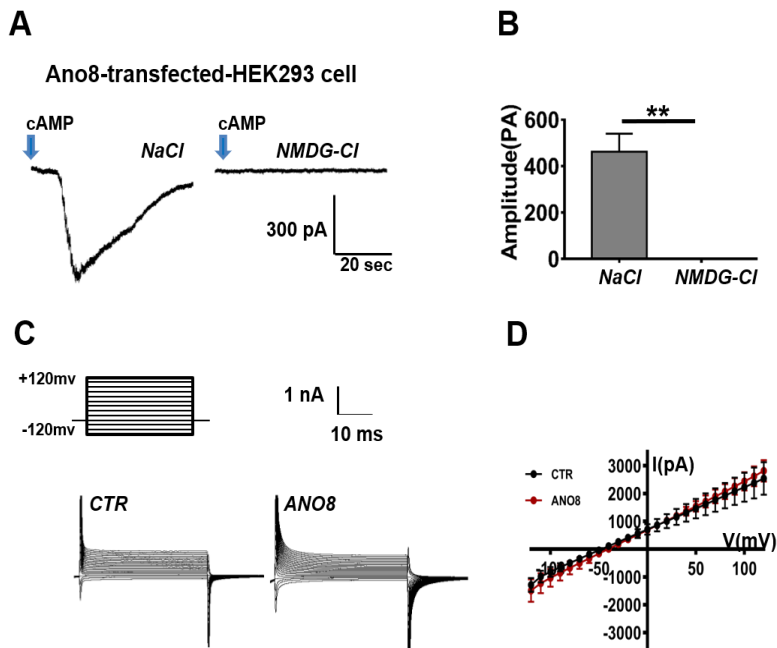 A
Ano8-transfected-HEK293 cell
cAMP
NaCl
cAMP
NMDG-Cl
300 pA
20 sec
B
Amplitude(PA)
600
400
200
0
**
NaCl
NMDG-Cl
C
+120mv
-120mv
1 nA
10 ms
CTR
ANO8
D
CTR
ANO8
I(pA)
V(mV)
3000
2000
1000
-1000
-2000
-3000
-100
-50
50
100